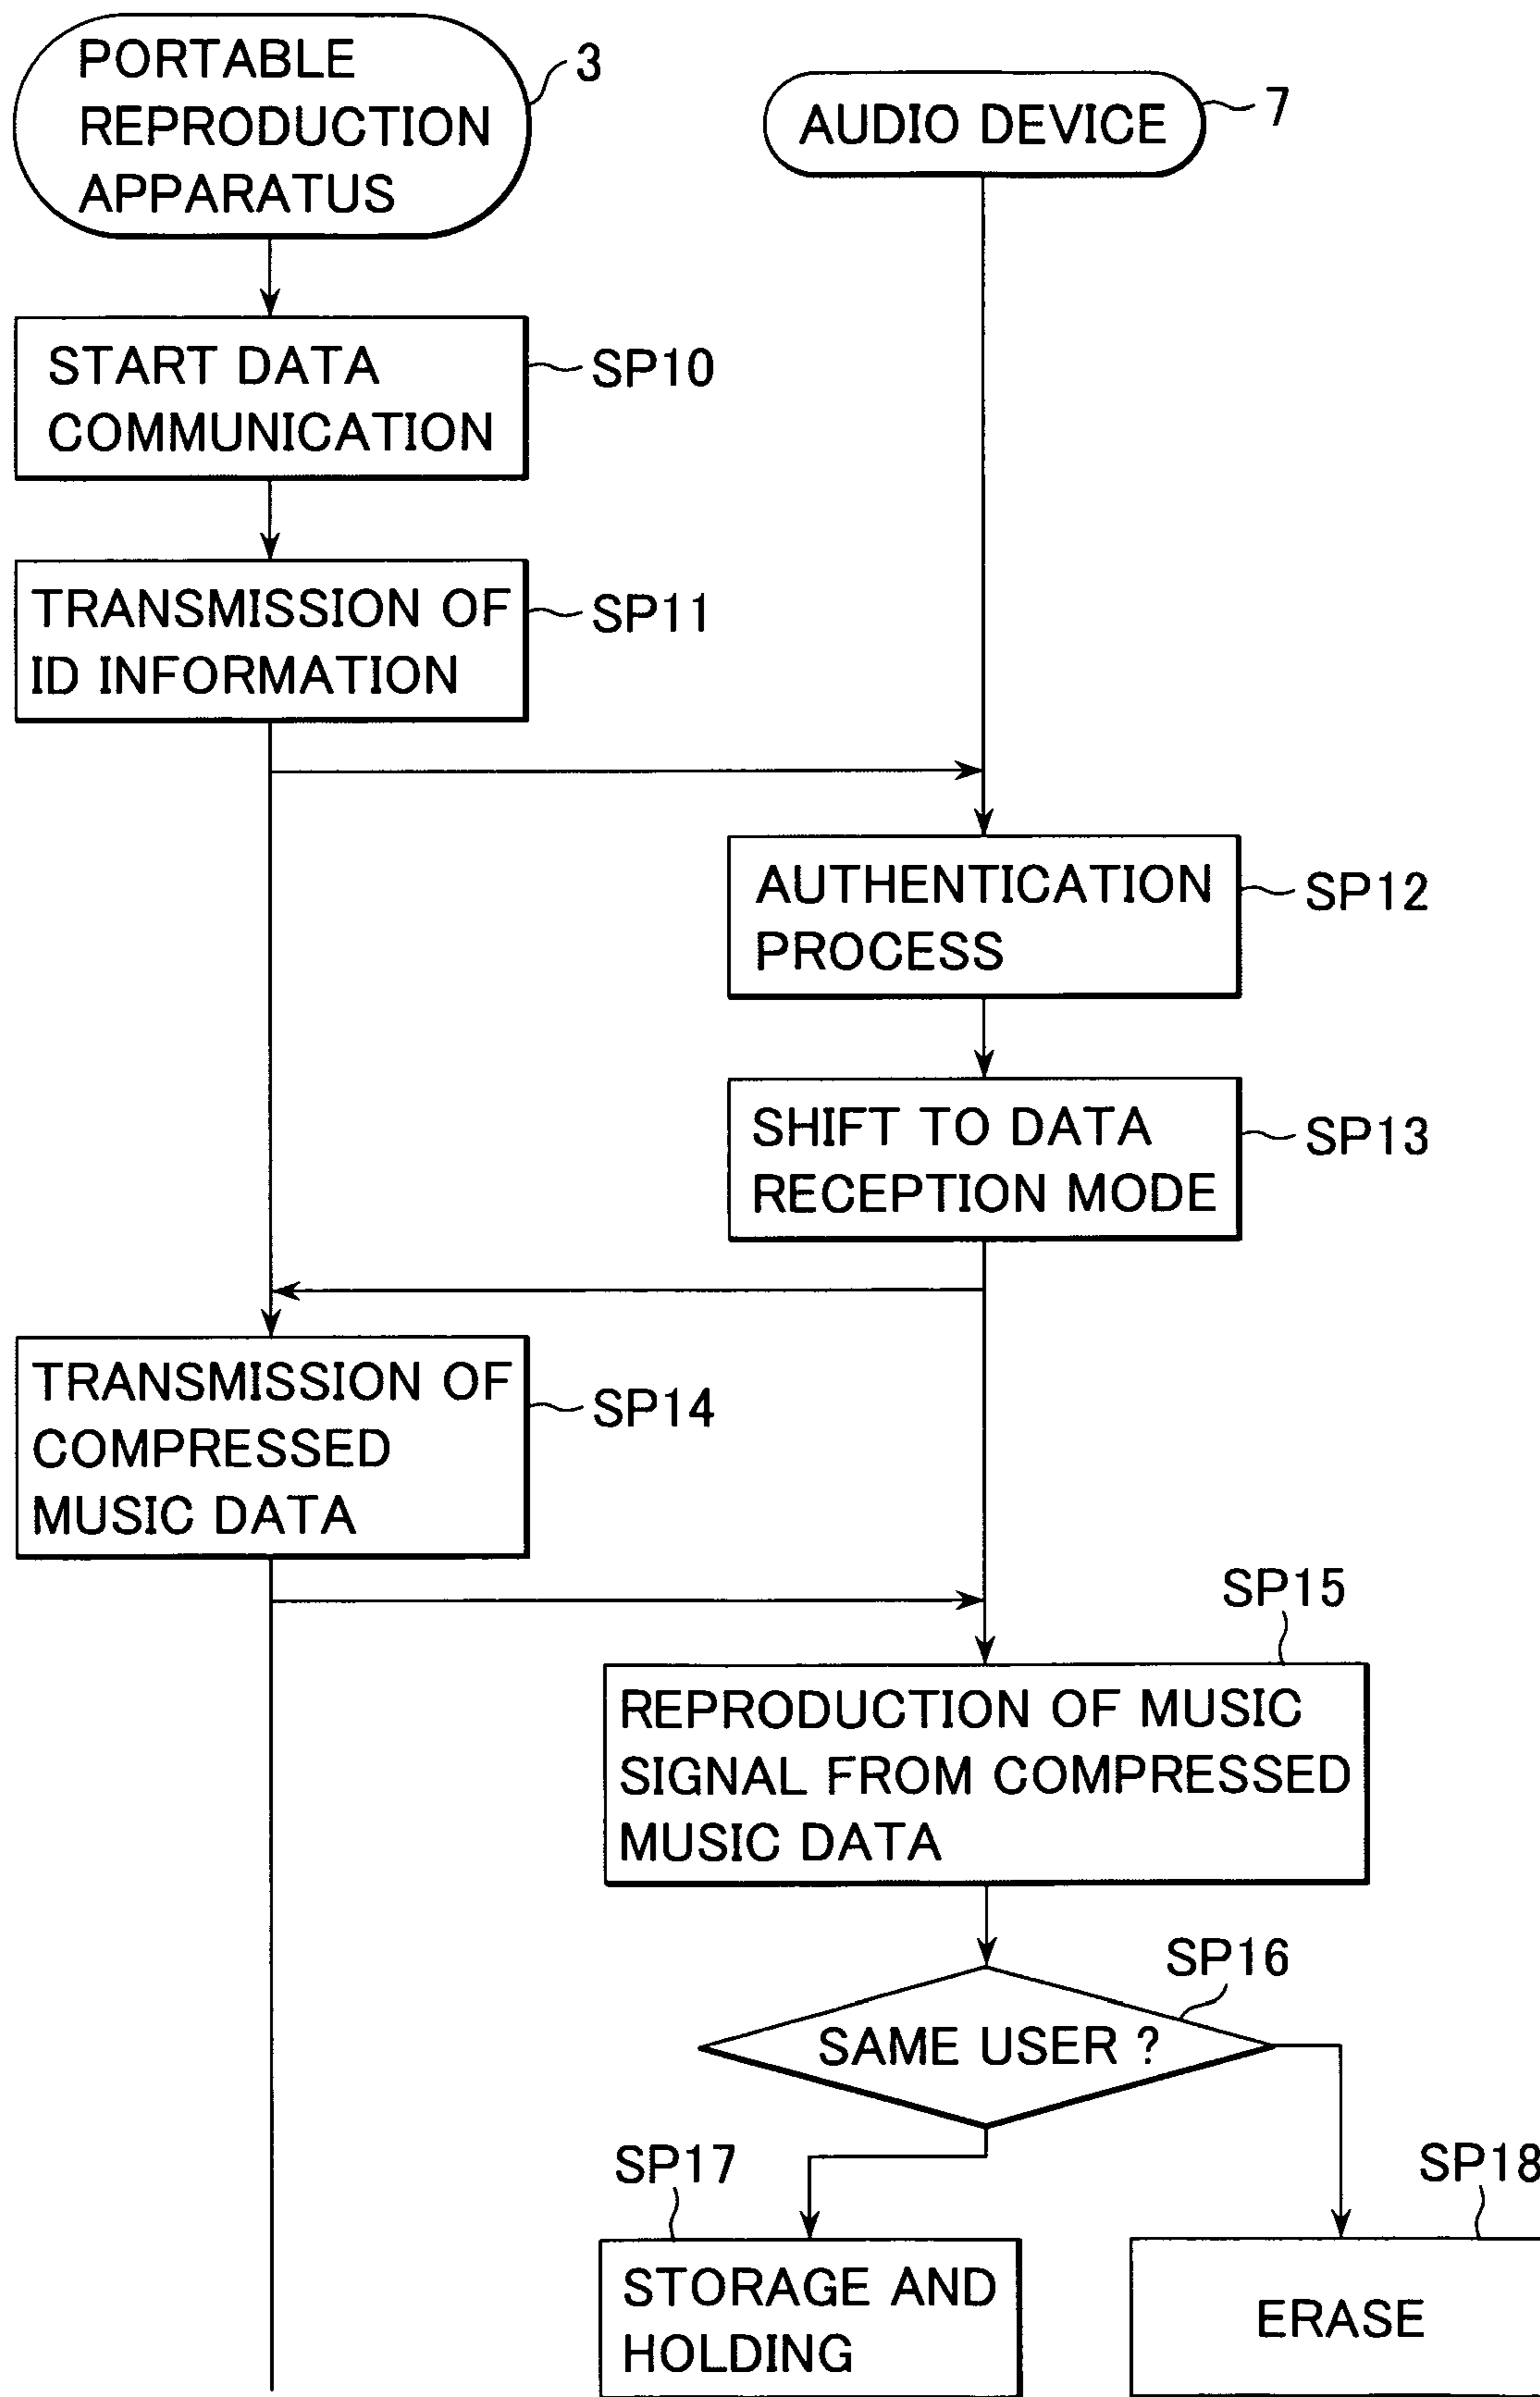 PORTABLE
REPRODUCTION
APPARATUS
3
AUDIO DEVICE
7
START DATA
COMMUNICATION
SP10
TRANSMISSION OF
ID INFORMATION
SP11
AUTHENTICATION
PROCESS
SP12
SHIFT TO DATA
RECEPTION MODE
SP13
TRANSMISSION OF
COMPRESSED
MUSIC DATA
SP14
SP15
REPRODUCTION OF MUSIC
SIGNAL FROM COMPRESSED
MUSIC DATA
SP16
SAME USER ?
SP17
STORAGE AND
HOLDING
SP18
ERASE